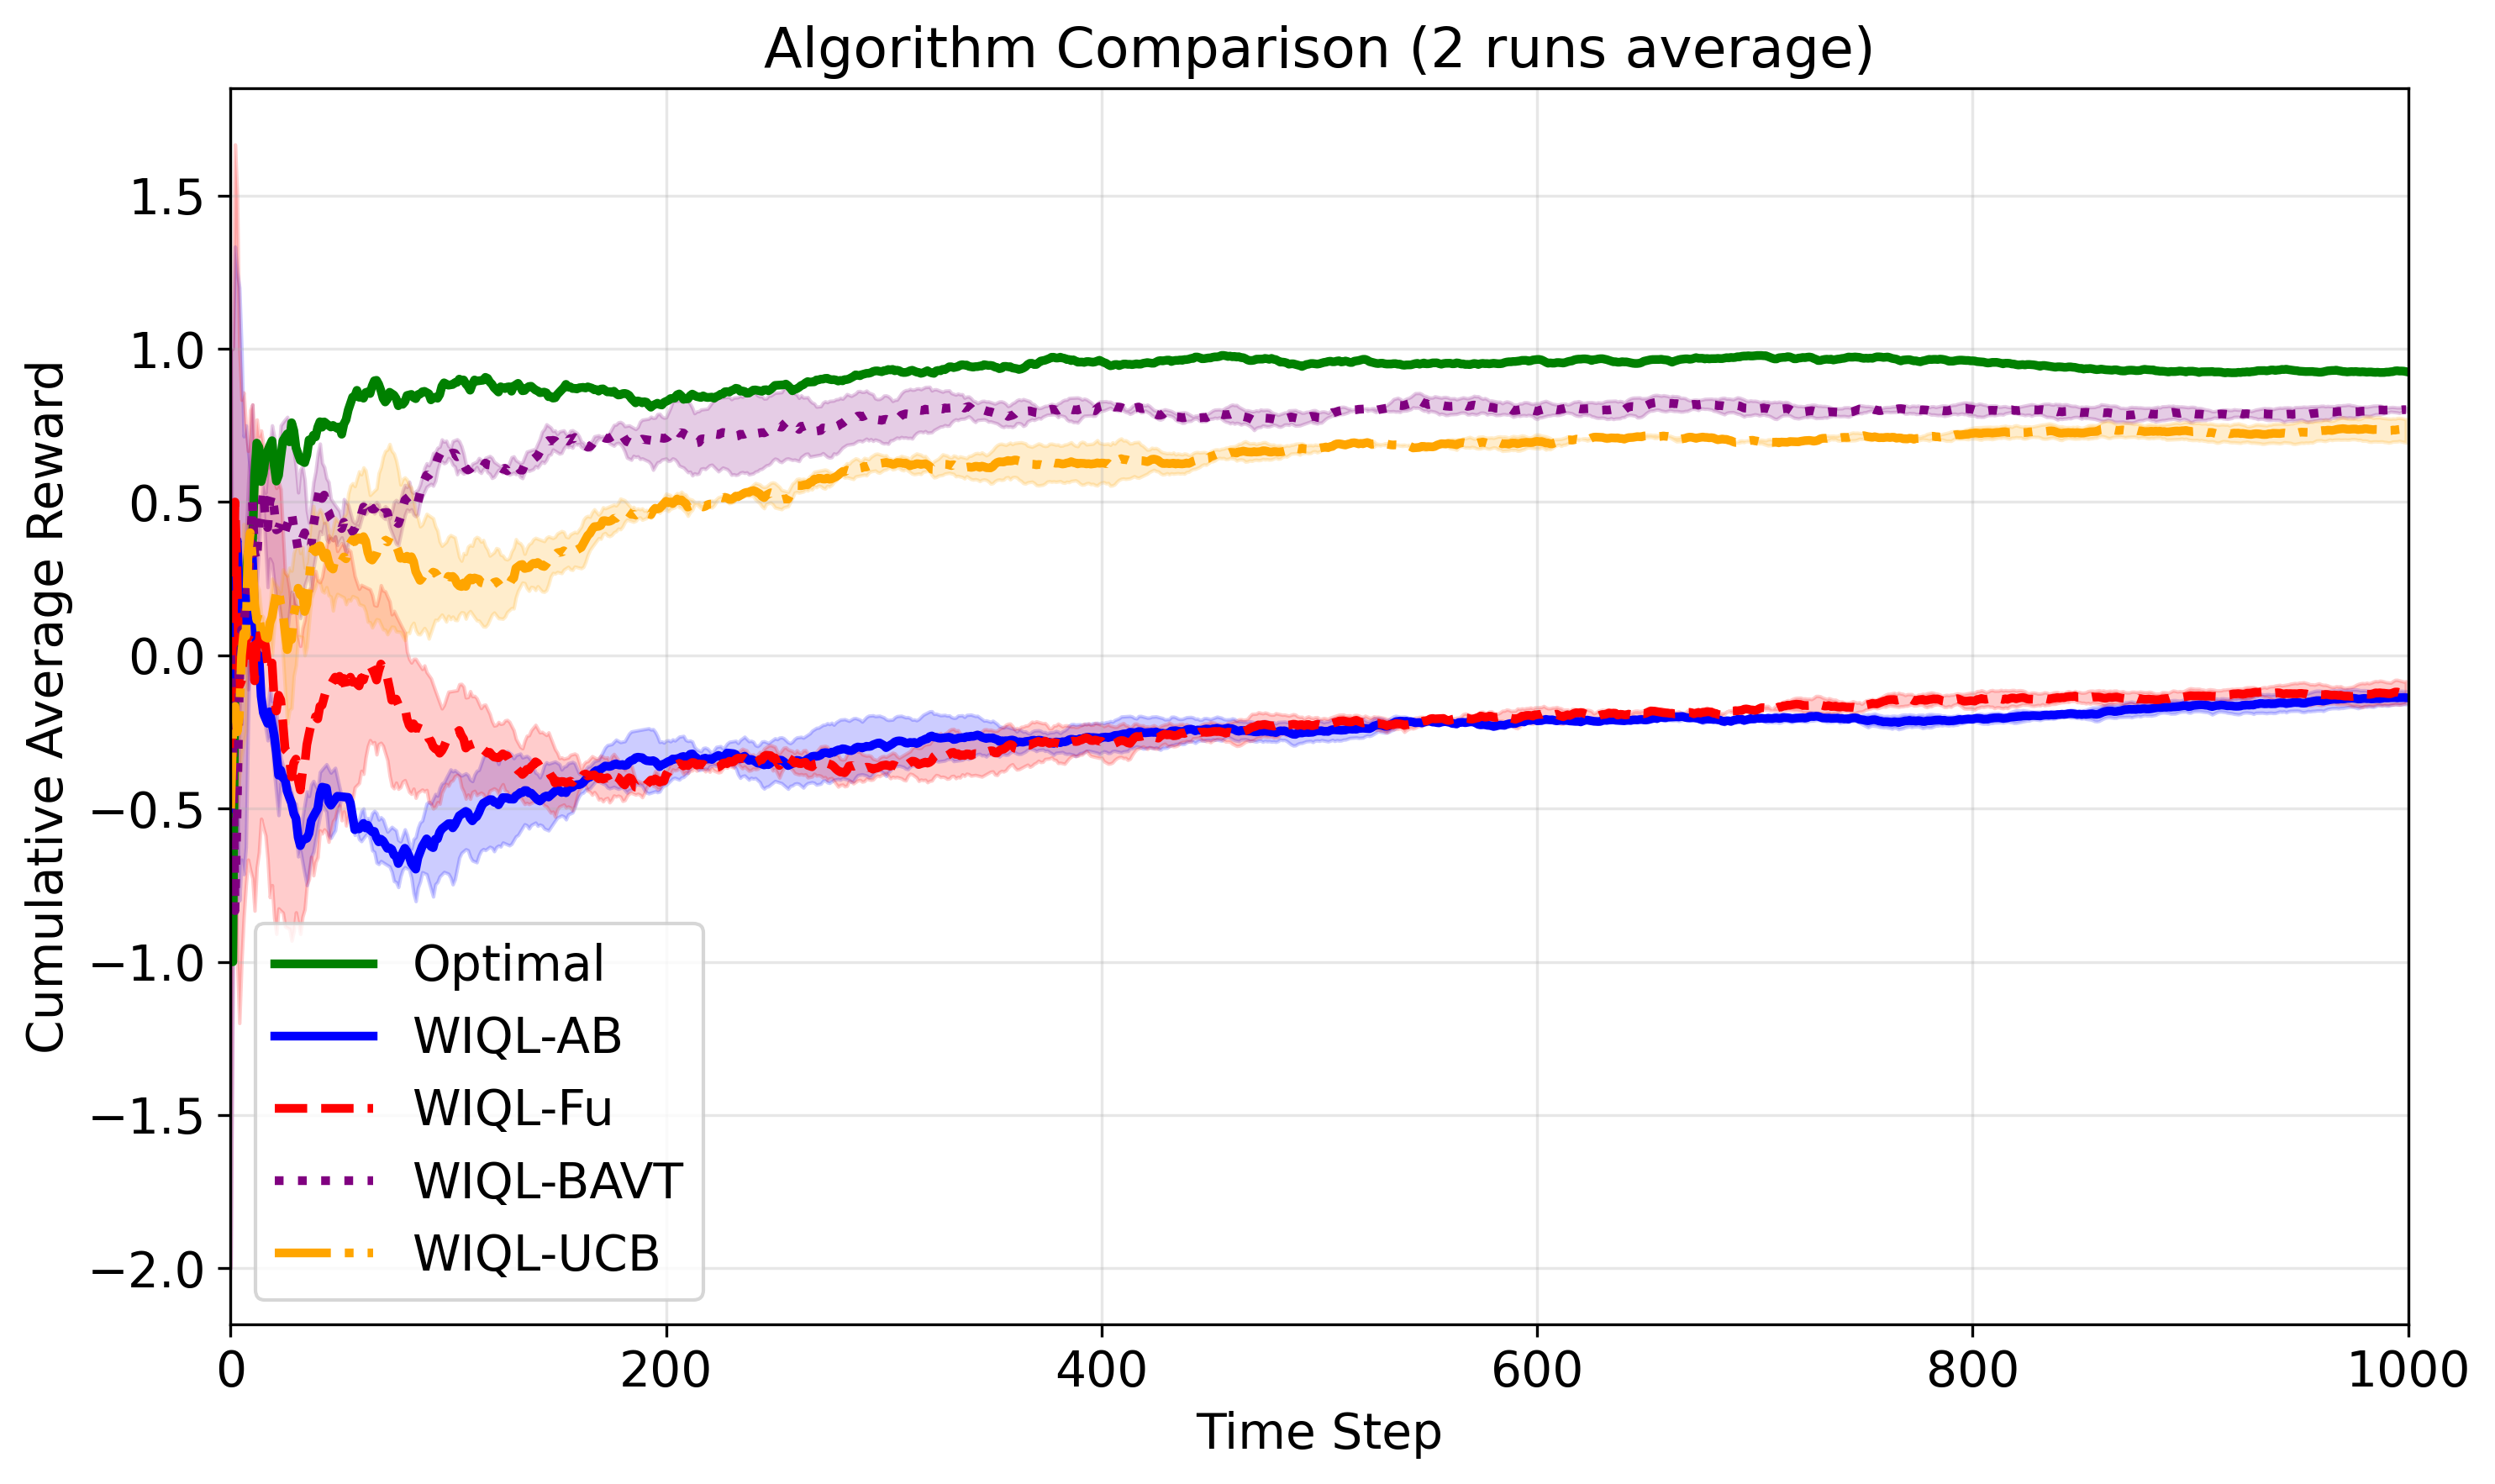 Algorithm Comparison (2 runs average)
Cumulative Average Reward
1.5
1.0
0.5
0.0
−0.5
−1.0
−1.5
−2.0
Optimal
WIQL-AB
WIQL-Fu
WIQL-BAVT
WIQL-UCB
0 200 400 600 800 1000
Time Step